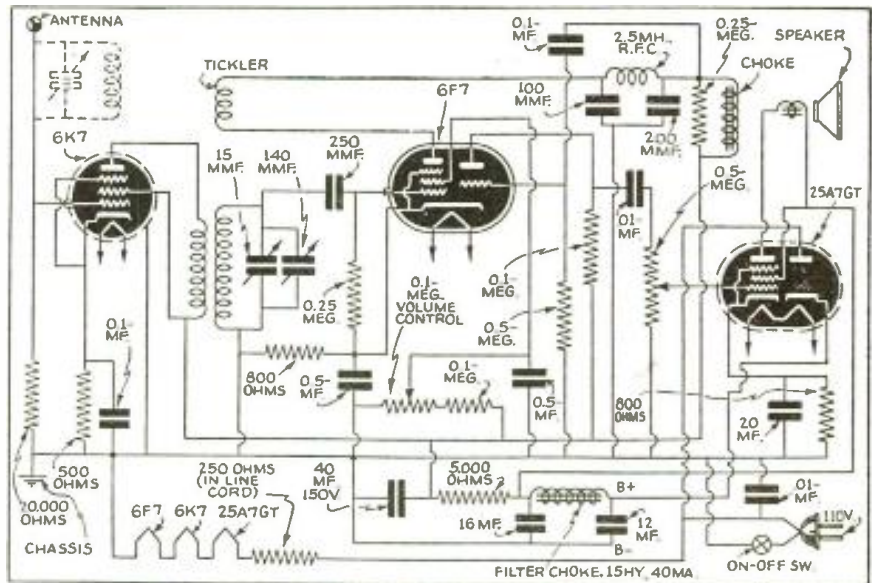 ANTENNA
0.1-
MF.
0.25-
MEG.
SPEAKER
2.5MH.
R.F.C.
CHOKE
TICKLER
6F7
6K7
100
MMF.
200
MMF.
15
MMF.
140
MMF.
250
MMF.
0.5-
MEG.
25A7GT
.01-
MF.
0.1-
MF.
0.25
MEG.
0.1-
MEG.
VOLUME
CONTROL
0.1-
MEG.
0.5-
MEG.
800
OHMS
0.5-
MF.
0.1-
MEG.
0.5
MF.
800
OHMS
20
MF.
500
OHMS
250 OHMS
(IN LINE
CORD)
40
MF.
150V.
5,000
OHMS
B+
.01-
MF.
20,000
OHMS
CHASSIS
6F7
6K7
25A7GT
16 MF.
12
MF.
B-
110V.
ON-OFF SW.
FILTER CHOKE, 15HY. 40MA.